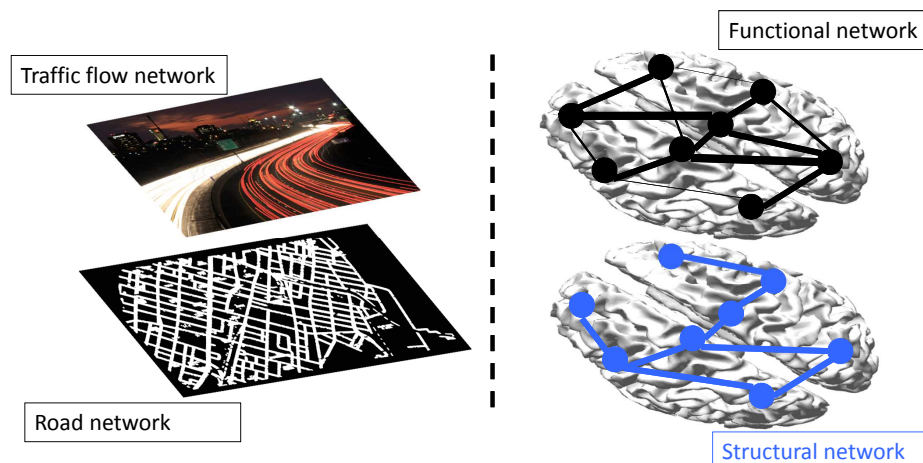 Functional network
Traffic flow network
Road network
Structural network